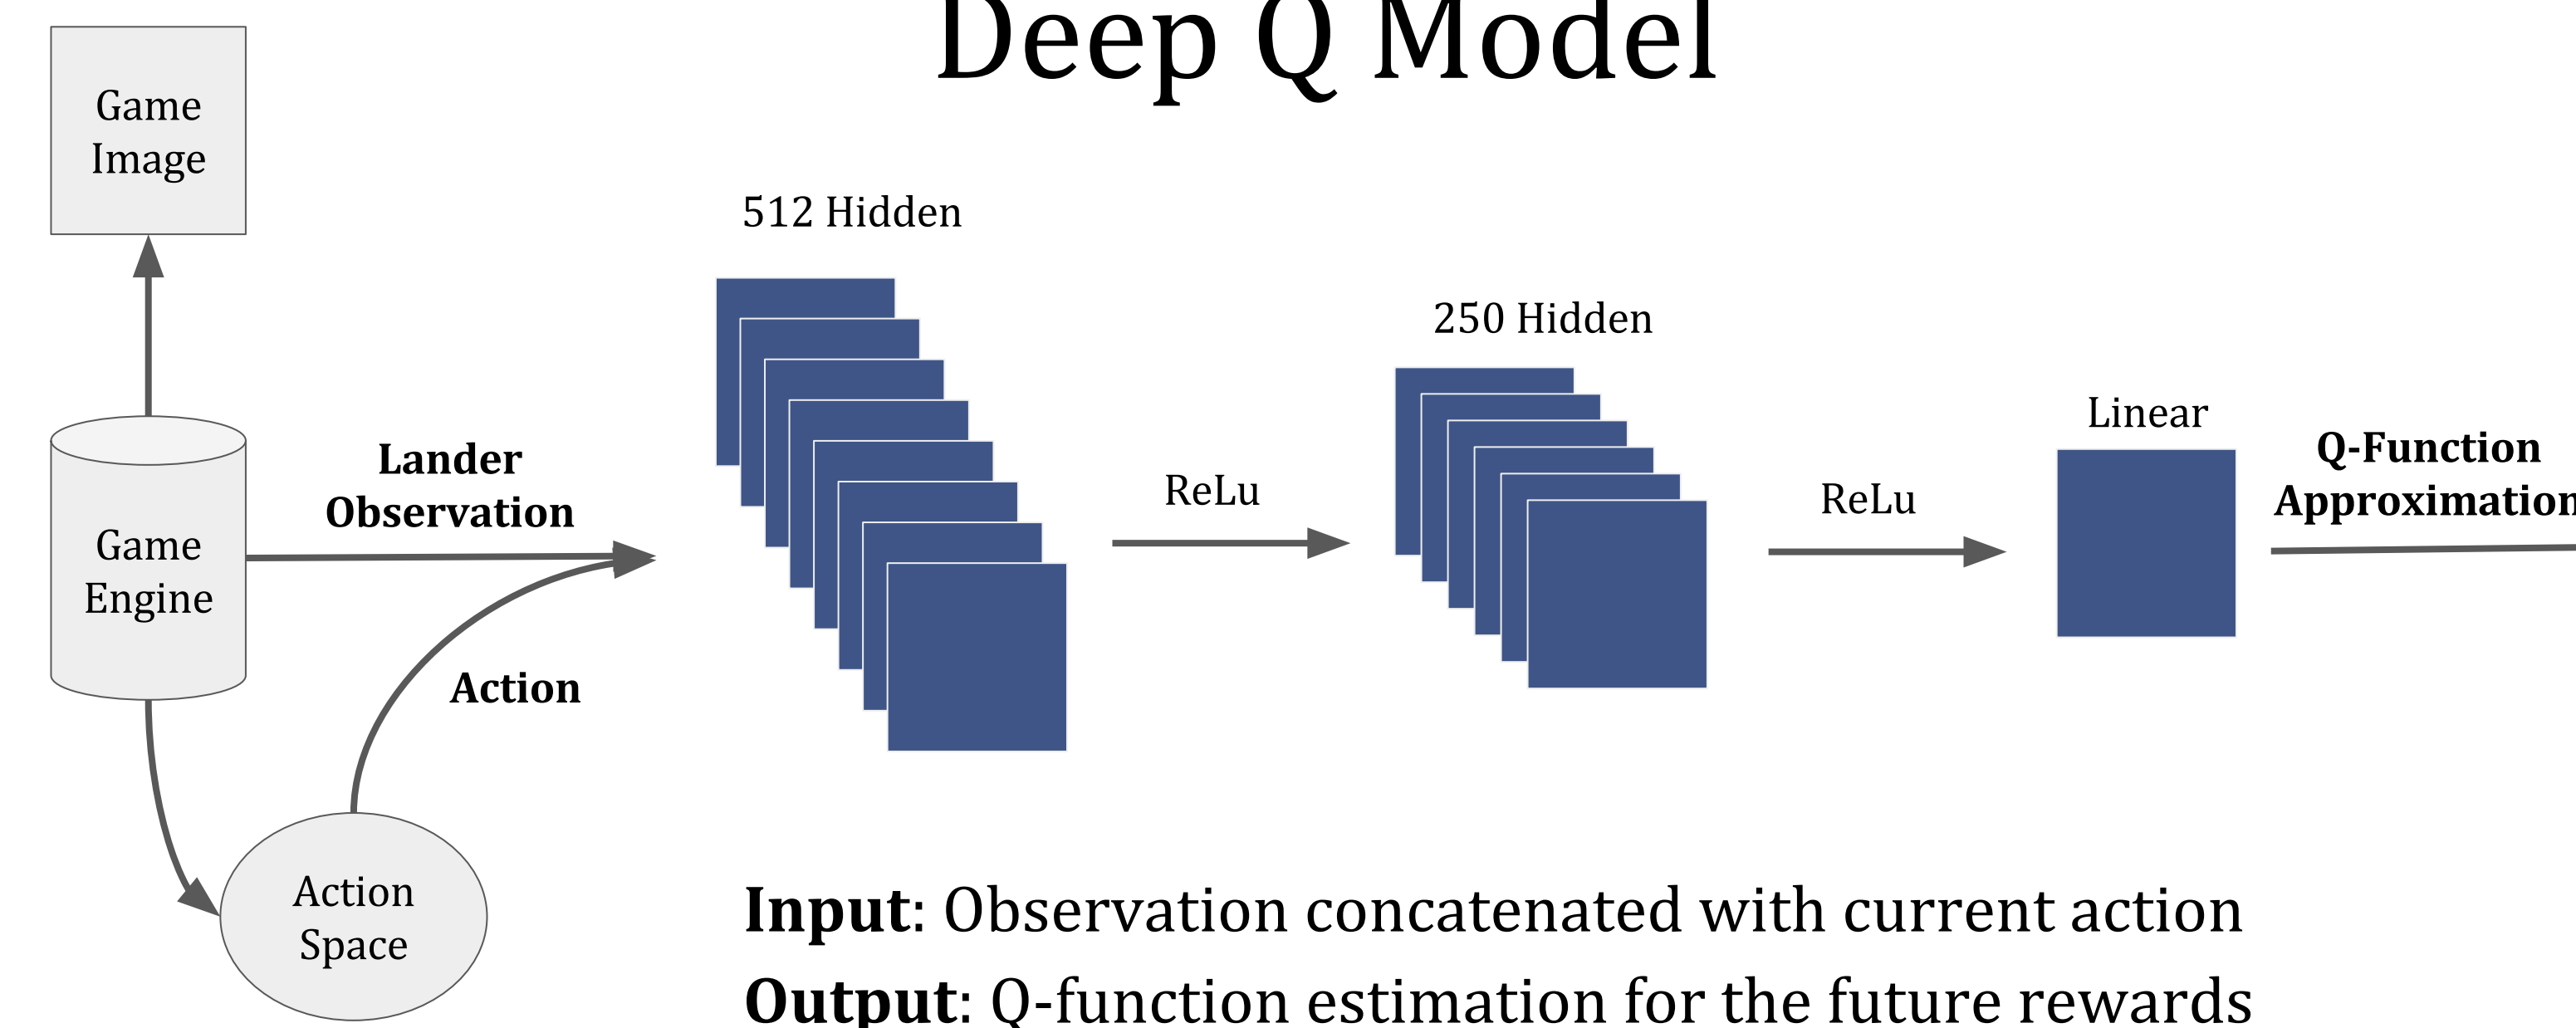 Deep Q Model
Game
Image
512 Hidden
250 Hidden
Linear
Lander
Observation
Q-Function
Approximation
ReLu
ReLu
Game
Engine
Action
Action
Space
Input: Observation concatenated with current action
Output: Q-function estimation for the future rewards